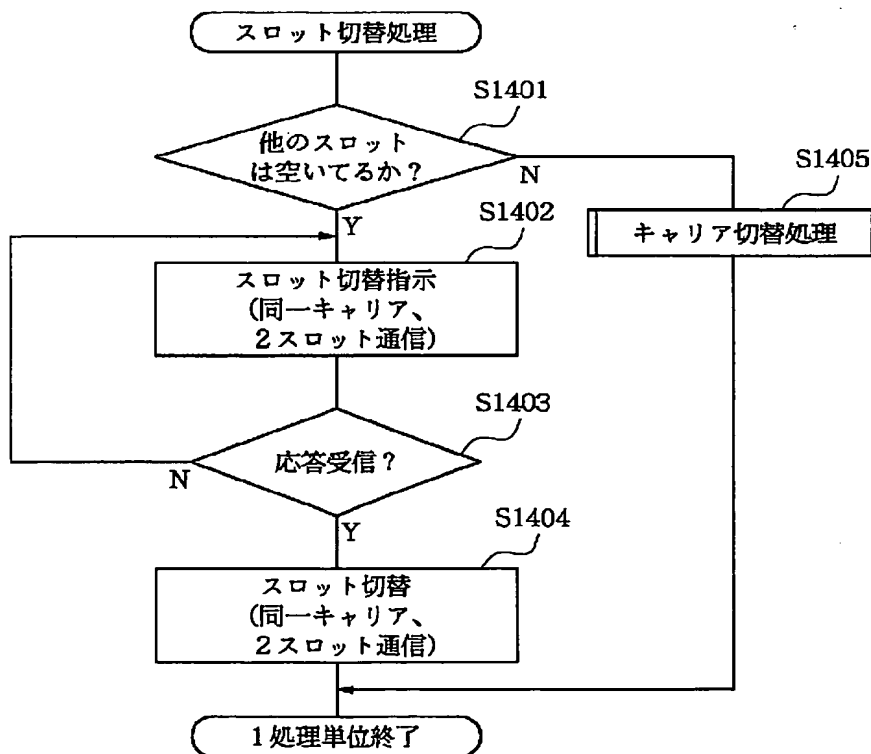 スロット切替処理
S1401
他のスロット
は空いてるか？
N
Y
S1405
キャリア切替処理
S1402
スロット切替指示
(同一キャリア、
２スロット通信)
S1403
応答受信？
N
Y
S1404
スロット切替
(同一キャリア、
２スロット通信)
１処理単位終了